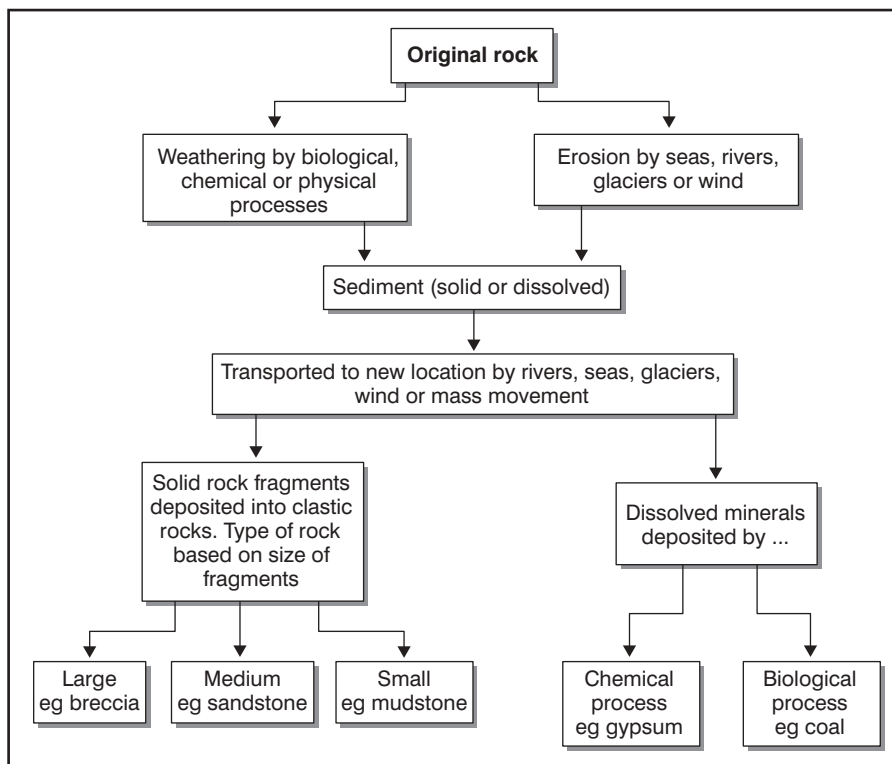 Original rock
Weathering by biological,
chemical or physical
processes
Erosion by seas, rivers,
glaciers or wind
Sediment (solid or dissolved)
Transported to new location by rivers, seas, glaciers,
wind or mass movement
Solid rock fragments
deposited into clastic
rocks. Type of rock
based on size of
fragments
Dissolved minerals
deposited by ...
Large
eg breccia
Medium
eg sandstone
Small
eg mudstone
Chemical
process
eg gypsum
Biological
process
eg coal